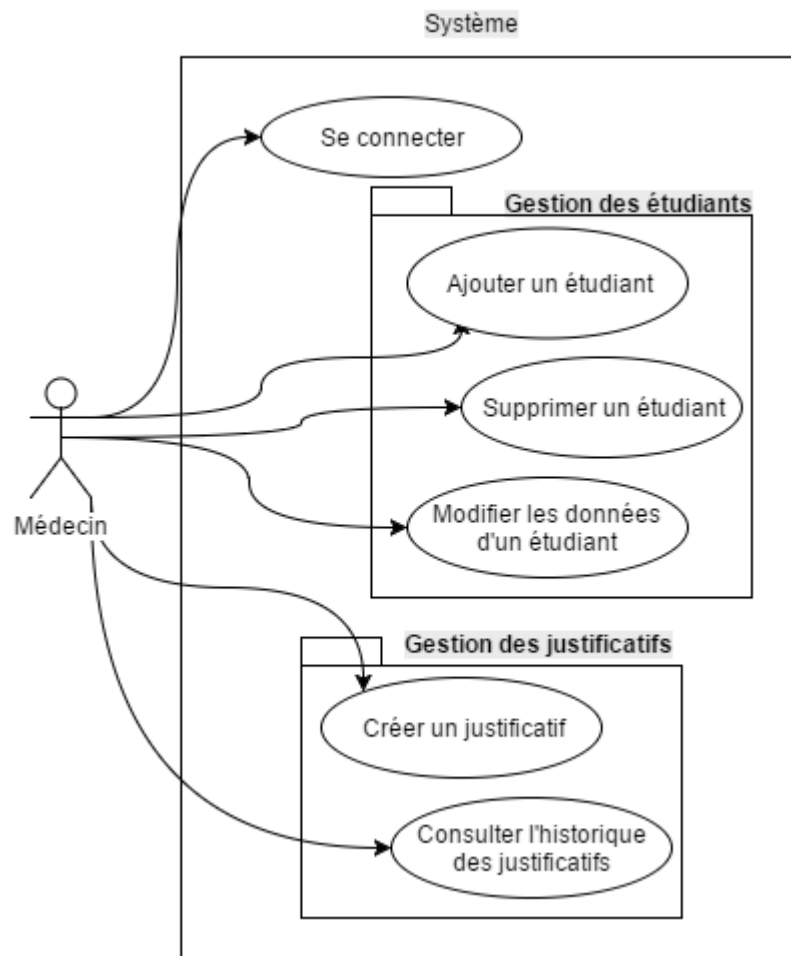 Système
Se connecter
Gestion des étudiants
Ajouter un étudiant
Supprimer un étudiant
Médecin
Modifier les données
d'un étudiant
Gestion des justificatifs
Créer un justificatif
Consulter l'historique
des justificatifs